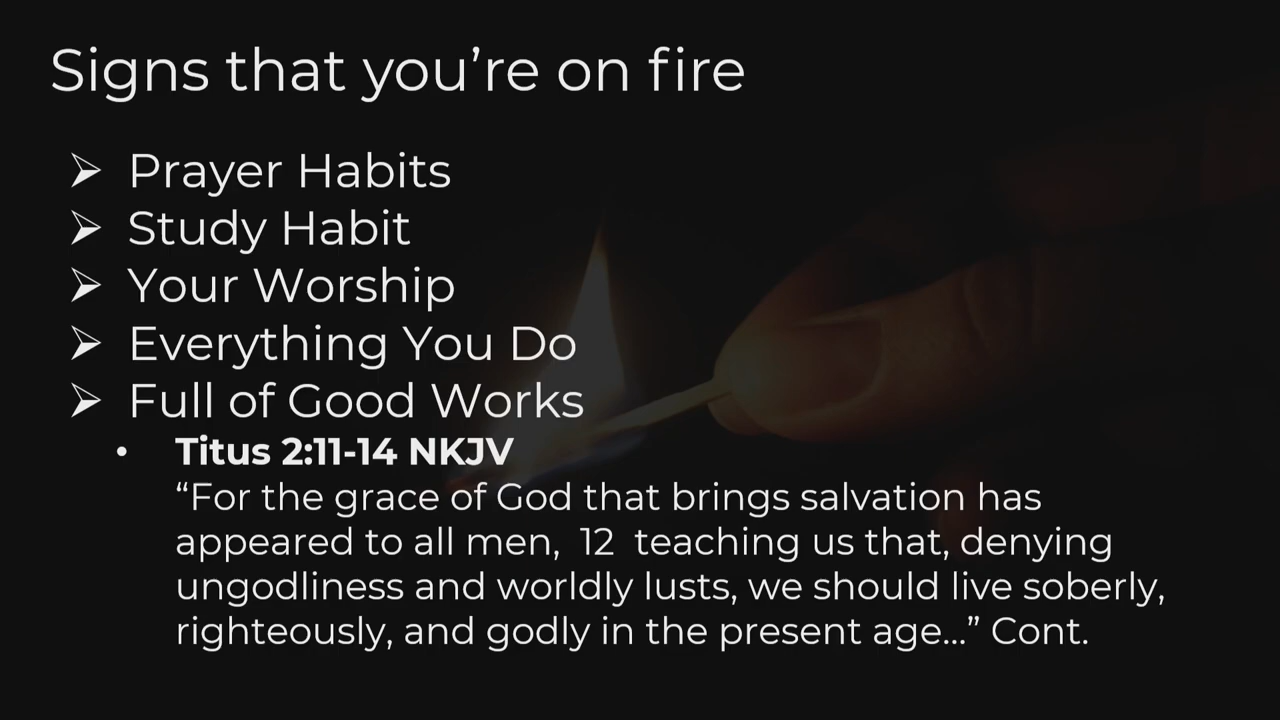 Signs that you’re on fire
➢ Prayer Habits
➢ Study Habit
➢ Your Worship
➢ Everything You Do
➢ Full of Good Works
• Titus 2:11-14 NKJV
“For the grace of God that brings salvation has
appeared to all men,  12  teaching us that, denying
ungodliness and worldly lusts, we should live soberly,
righteously, and godly in the present age...” Cont.